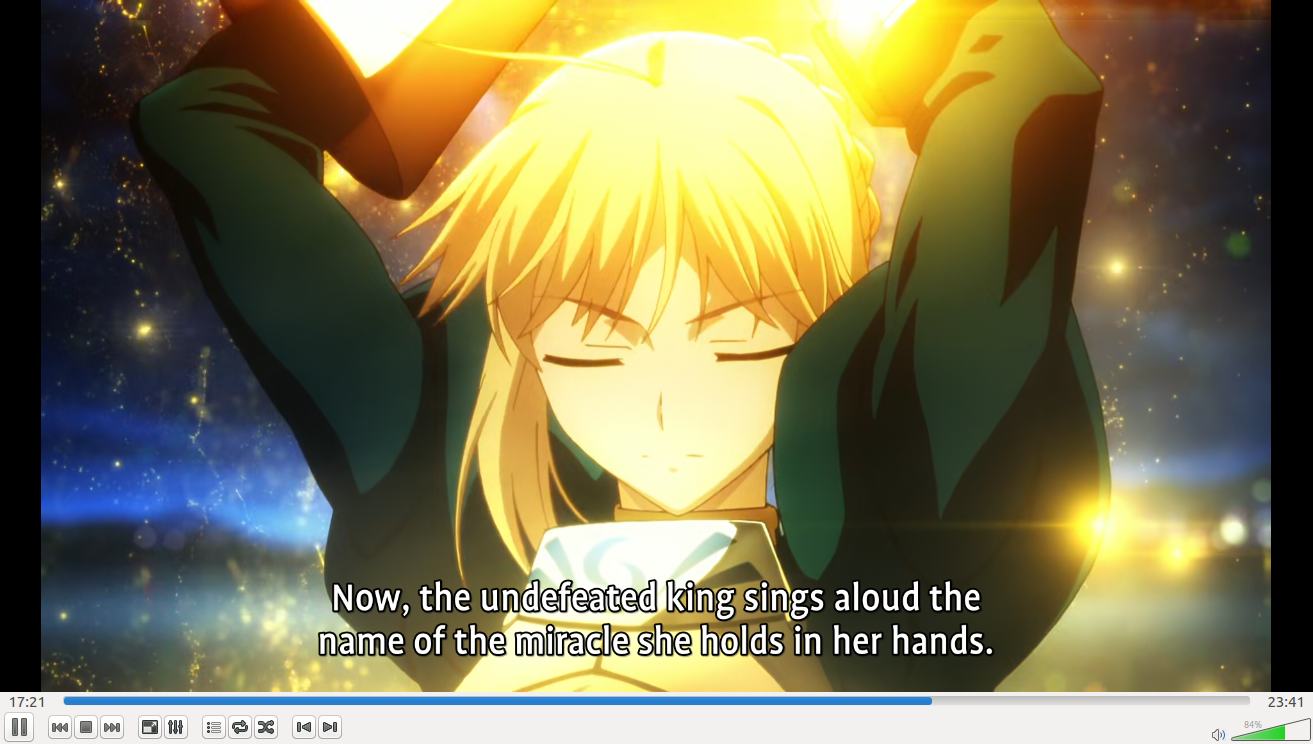 Now, the undefeated king sings aloud the
name of the miracle she holds in her hands.
17:21
23:41
84%